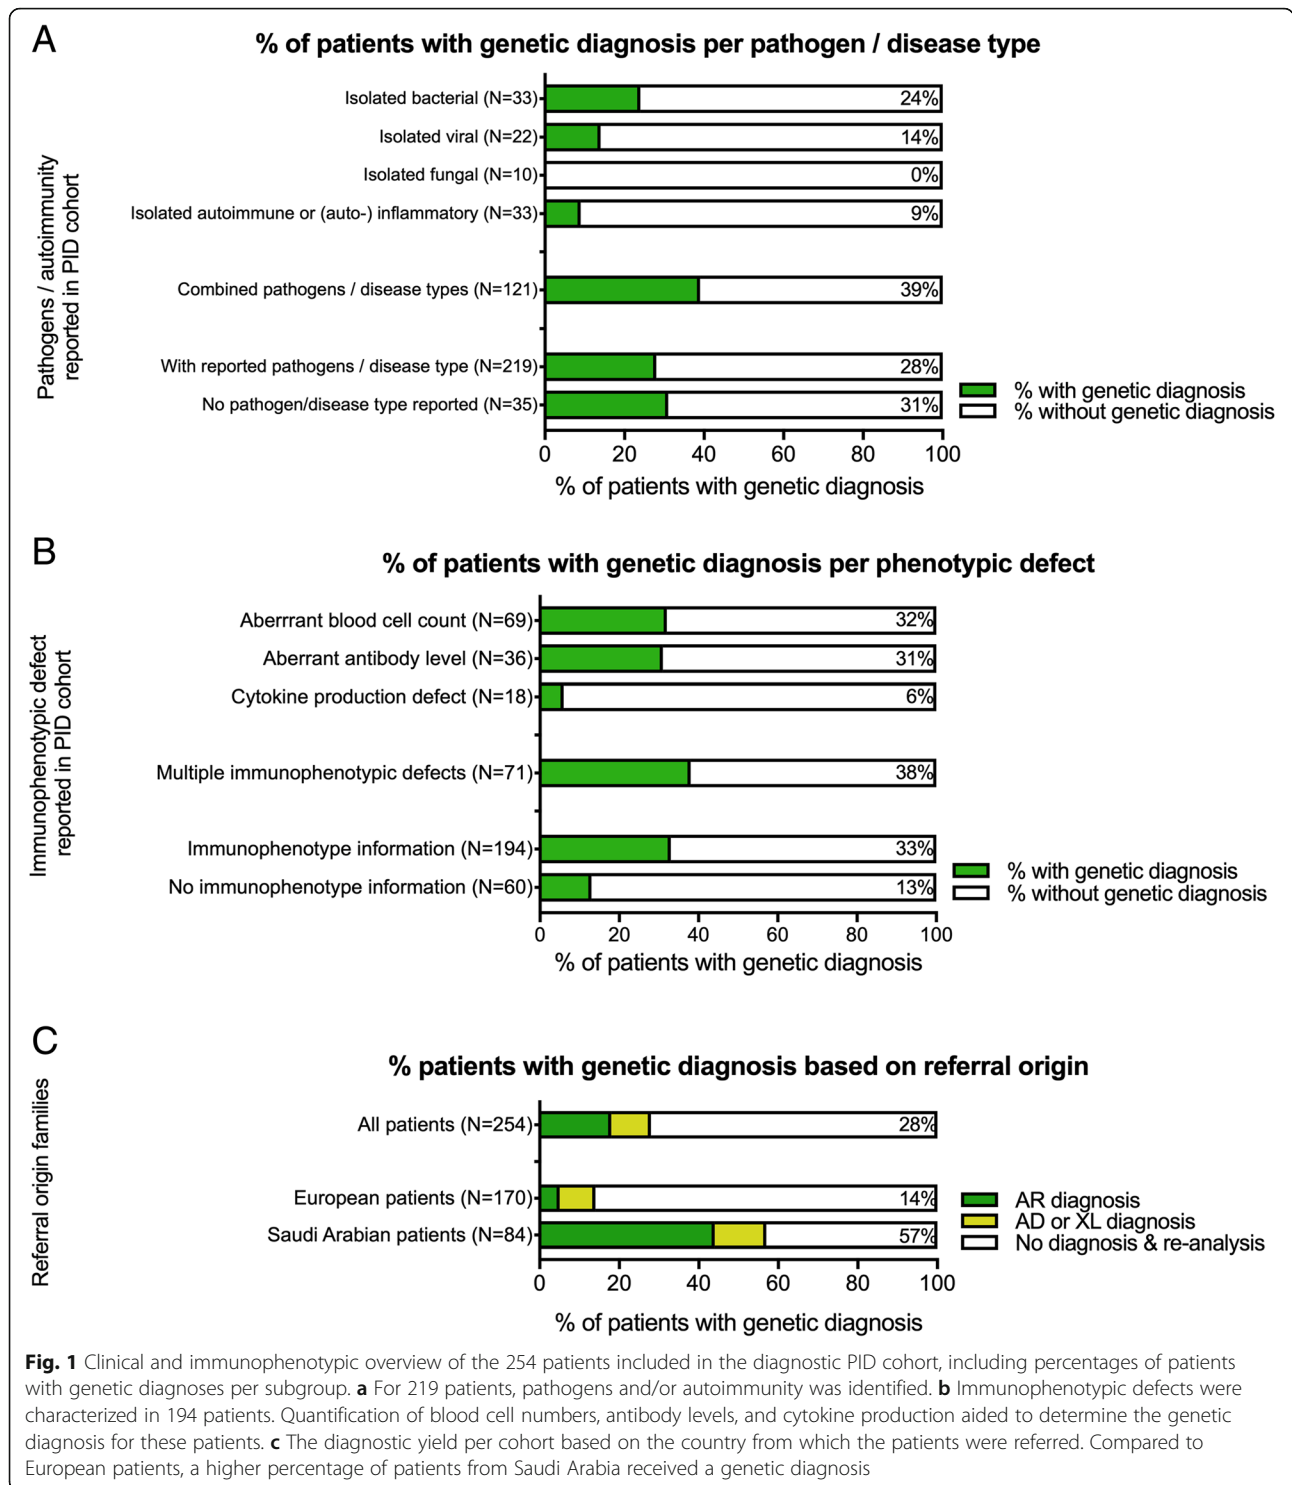 A
% of patients with genetic diagnosis per pathogen / disease type
Pathogens / autoimmunity
reported in PID cohort
Isolated bacterial (N=33)
24%
Isolated viral (N=22)
14%
Isolated fungal (N=10)
0%
Isolated autoimmune or (auto-) inflammatory (N=33)
9%
Combined pathogens / disease types (N=121)
39%
With reported pathogens / disease type (N=219)
28%
No pathogen/disease type reported (N=35)
31%
% with genetic diagnosis
% without genetic diagnosis
0 20 40 60 80 100
% of patients with genetic diagnosis
B
% of patients with genetic diagnosis per phenotypic defect
Immunophenotypic defect
reported in PID cohort
Aberrrant blood cell count (N=69)
32%
Aberrant antibody level (N=36)
31%
Cytokine production defect (N=18)
6%
Multiple immunophenotypic defects (N=71)
38%
Immunophenotype information (N=194)
33%
No immunophenotype information (N=60)
13%
% with genetic diagnosis
% without genetic diagnosis
0 20 40 60 80 100
% of patients with genetic diagnosis
C
% patients with genetic diagnosis based on referral origin
Referral origin families
All patients (N=254)
28%
European patients (N=170)
14%
Saudi Arabian patients (N=84)
57%
AR diagnosis
AD or XL diagnosis
No diagnosis & re-analysis
0 20 40 60 80 100
% of patients with genetic diagnosis
Fig. 1 Clinical and immunophenotypic overview of the 254 patients included in the diagnostic PID cohort, including percentages of patients
with genetic diagnoses per subgroup. a For 219 patients, pathogens and/or autoimmunity was identified. b Immunophenotypic defects were
characterized in 194 patients. Quantification of blood cell numbers, antibody levels, and cytokine production aided to determine the genetic
diagnosis for these patients. c The diagnostic yield per cohort based on the country from which the patients were referred. Compared to
European patients, a higher percentage of patients from Saudi Arabia received a genetic diagnosis